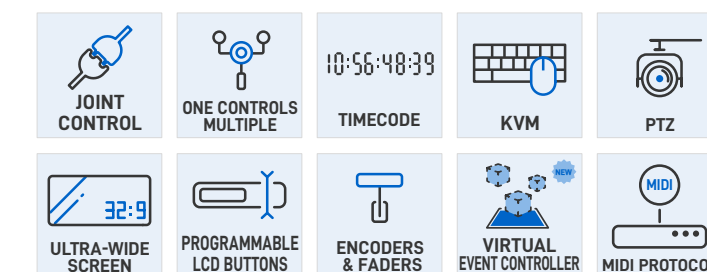 10:56:48:39
JOINT
CONTROL
ONE CONTROLS
MULTIPLE
TIMECODE
KVM
PTZ
32:9
NEW
MIDI
ULTRA-WIDE
SCREEN
PROGRAMMABLE
LCD BUTTONS
ENCODERS
& FADERS
VIRTUAL
EVENT CONTROLLER
MIDI PROTOCO